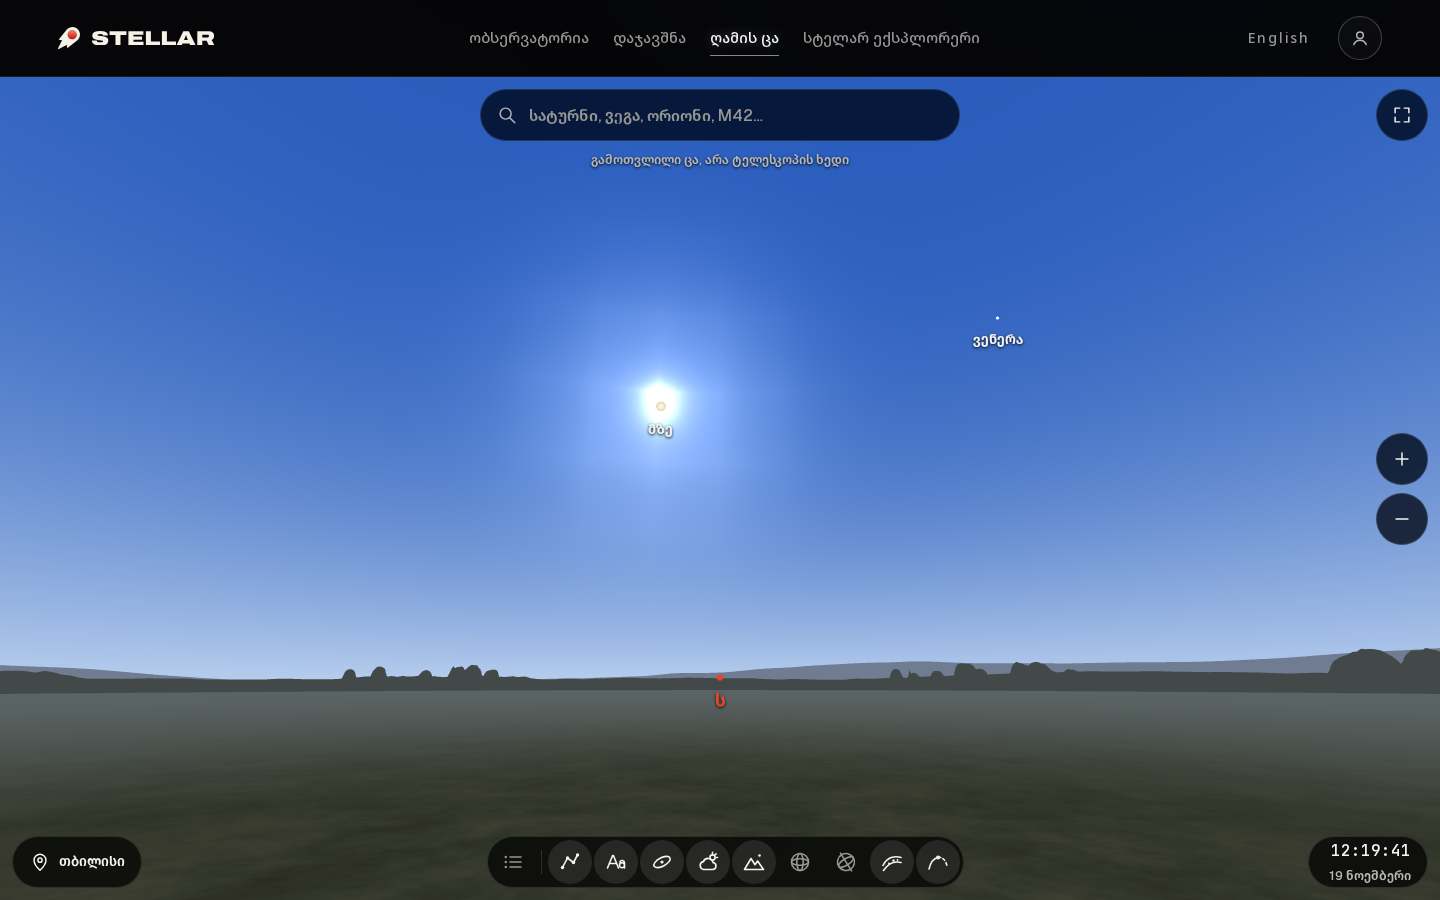 STELLAR
ობსერვატორია
დაჯავშნა
ღამის ცა
სტელარ ექსპლორერი
English
სატურნი, ვეგა, ორიონი, M42...
გამოთვლილი ცა, არა ტელესკოპის ხედი
ვენერა
მზე
ს
თბილისი
Aa
12:19:41
19 ნოემბერი